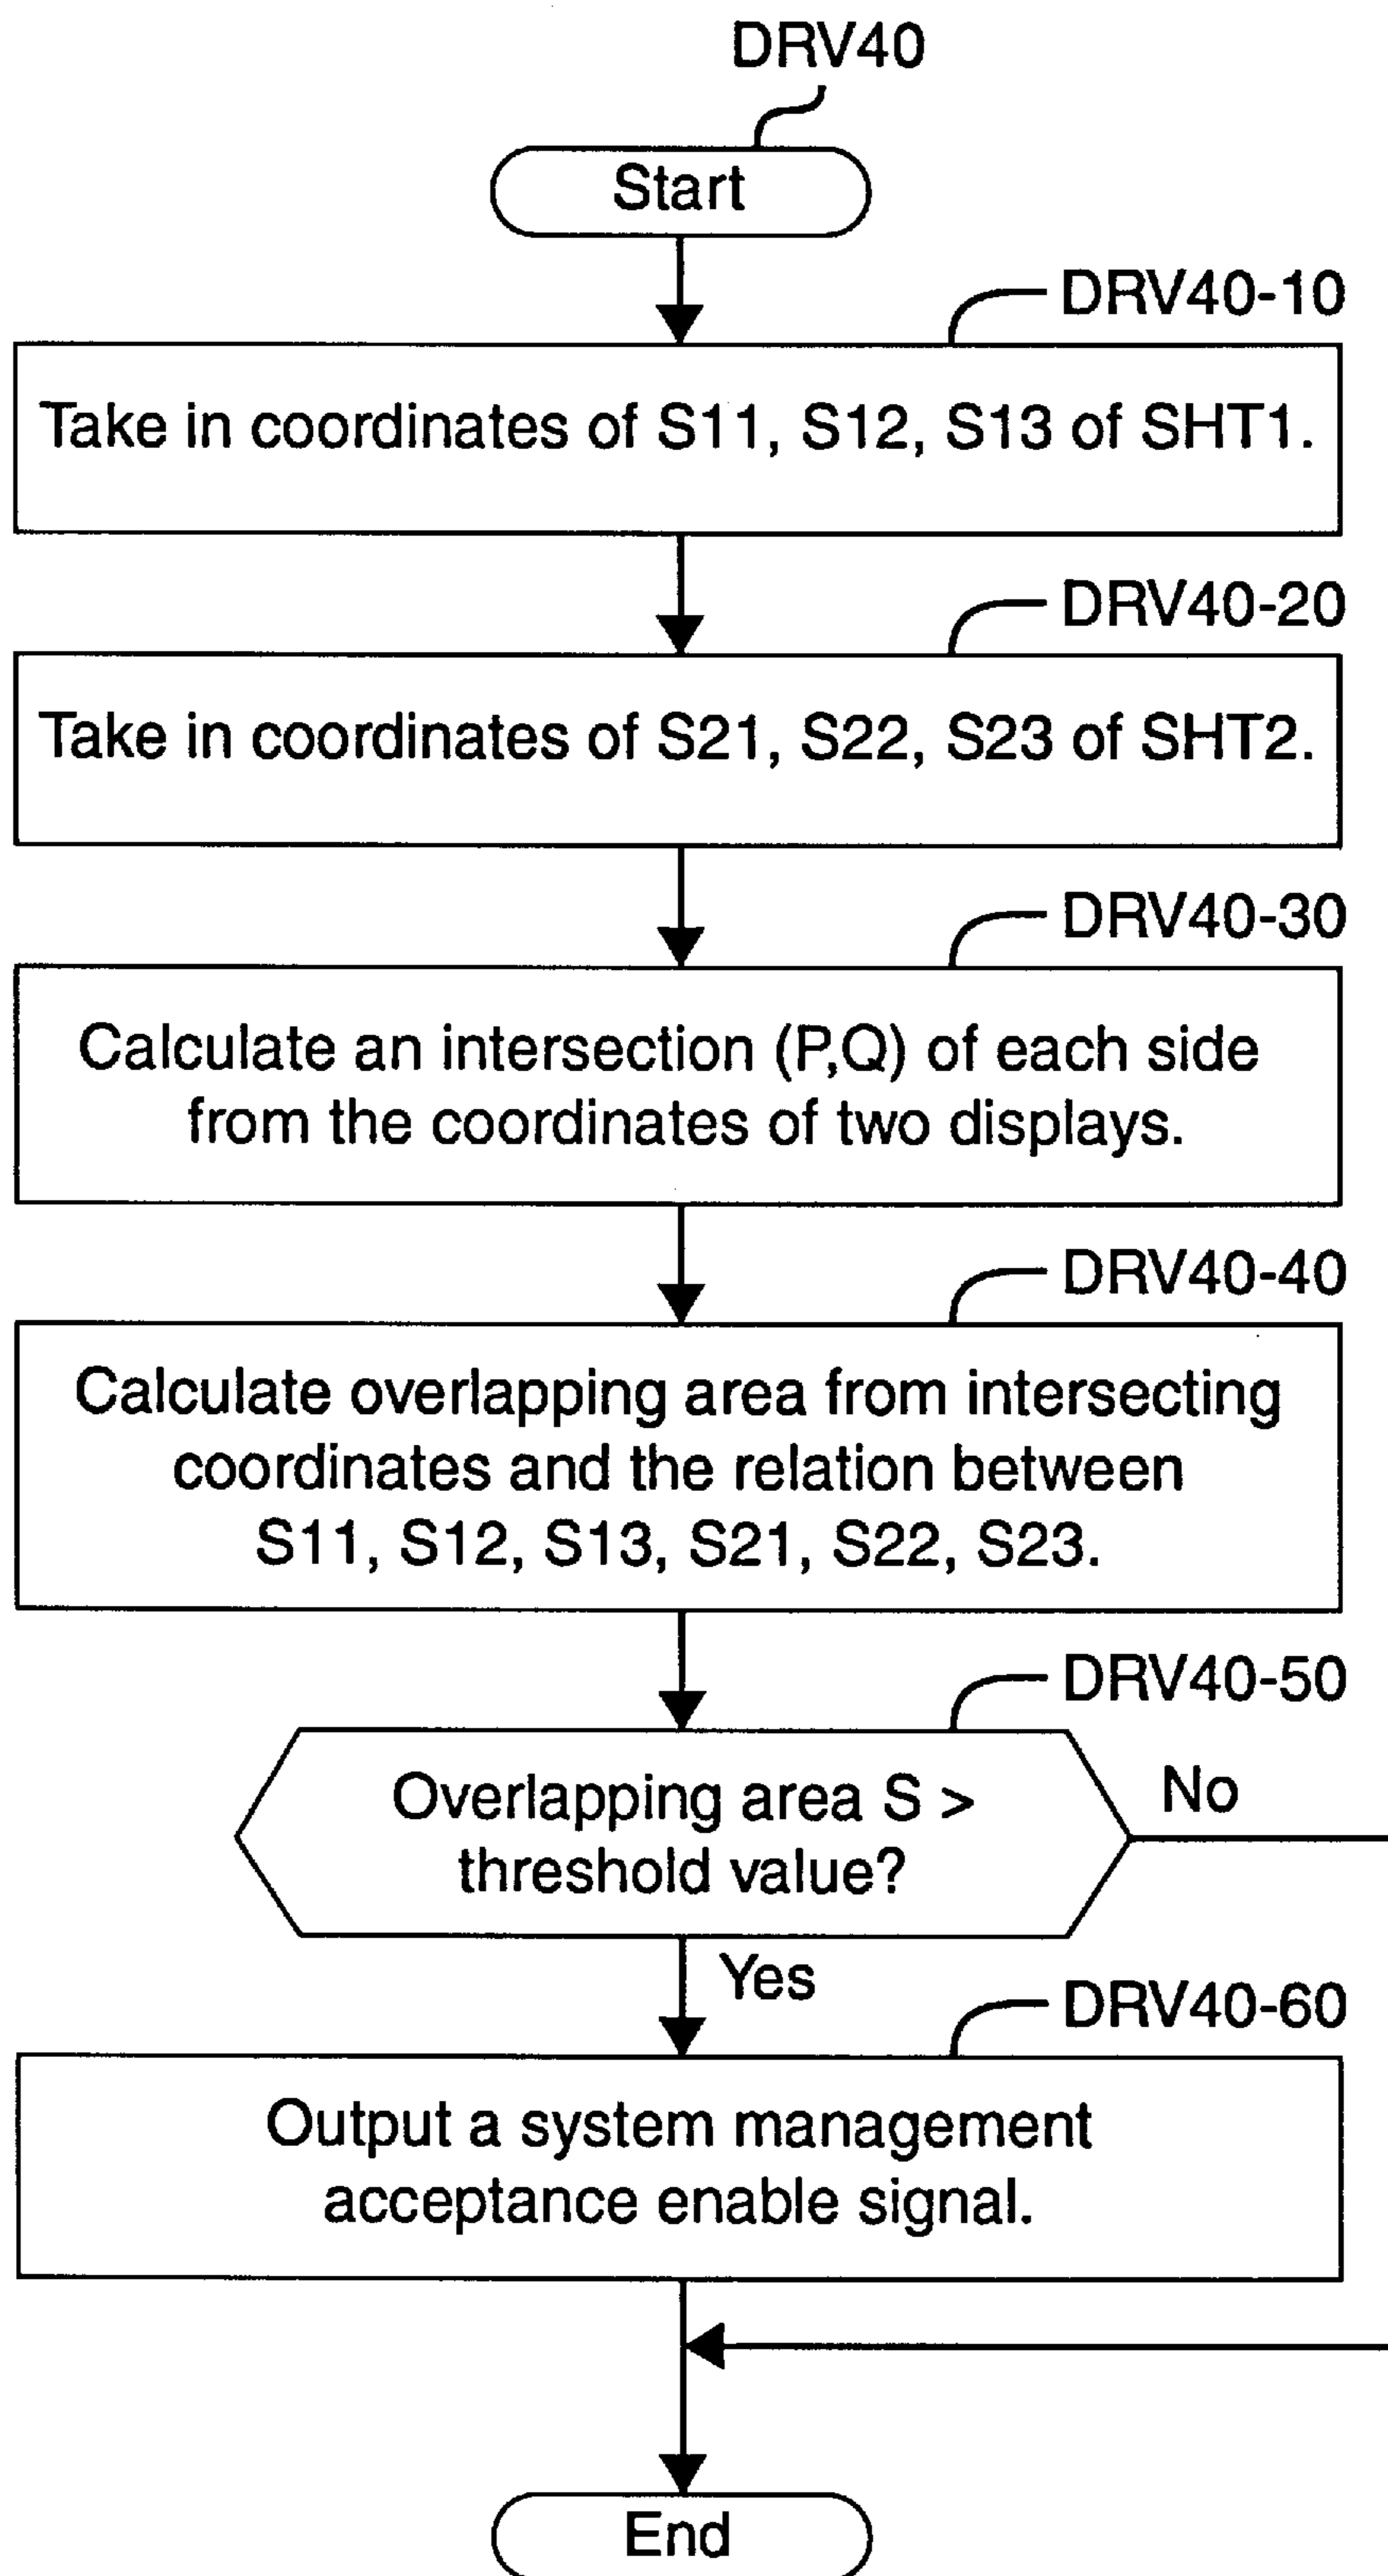 DRV40
Start
DRV40-10
Take in coordinates of S11, S12, S13 of SHT1.
DRV40-20
Take in coordinates of S21, S22, S23 of SHT2.
DRV40-30
Calculate an intersection (P,Q) of each side
from the coordinates of two displays.
DRV40-40
Calculate overlapping area from intersecting
coordinates and the relation between
S11, S12, S13, S21, S22, S23.
DRV40-50
Overlapping area S >
threshold value?
No
Yes
DRV40-60
Output a system management
acceptance enable signal.
End